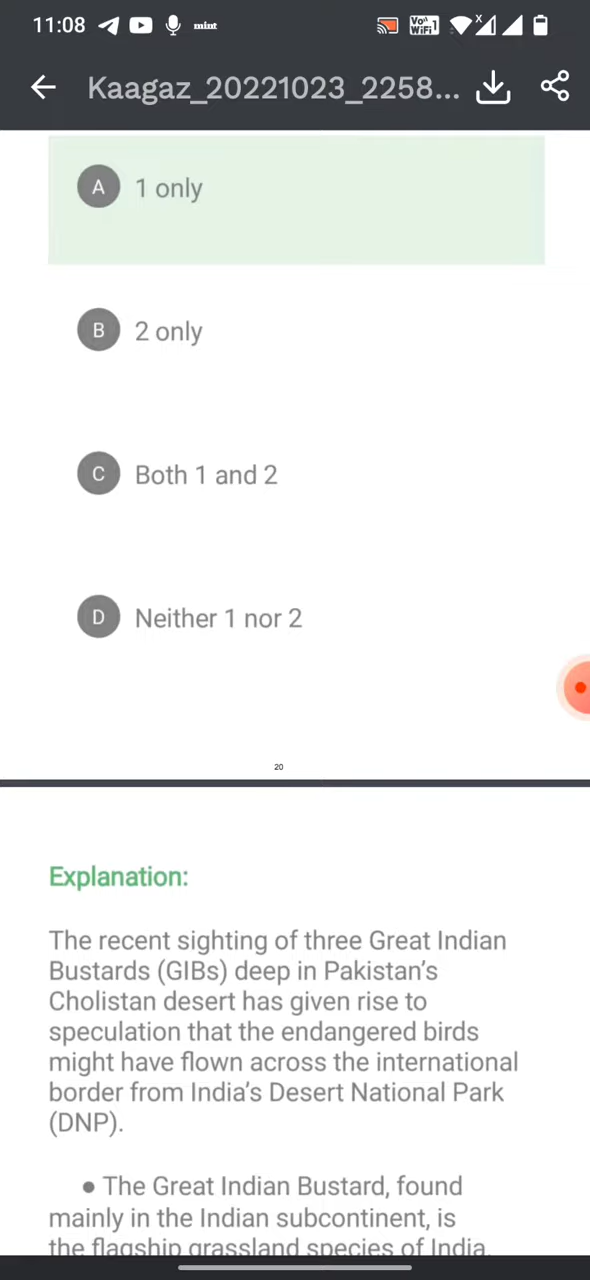 11:08 mint Vo WiFi 1 x
Kaagaz_20221023_2258...
A 1 only
B 2 only
C Both 1 and 2
D Neither 1 nor 2
20
Explanation:
The recent sighting of three Great Indian
Bustards (GIBs) deep in Pakistan's
Cholistan desert has given rise to
speculation that the endangered birds
might have flown across the international
border from India's Desert National Park
(DNP).
● The Great Indian Bustard, found
mainly in the Indian subcontinent, is
the flagship grassland species of India.